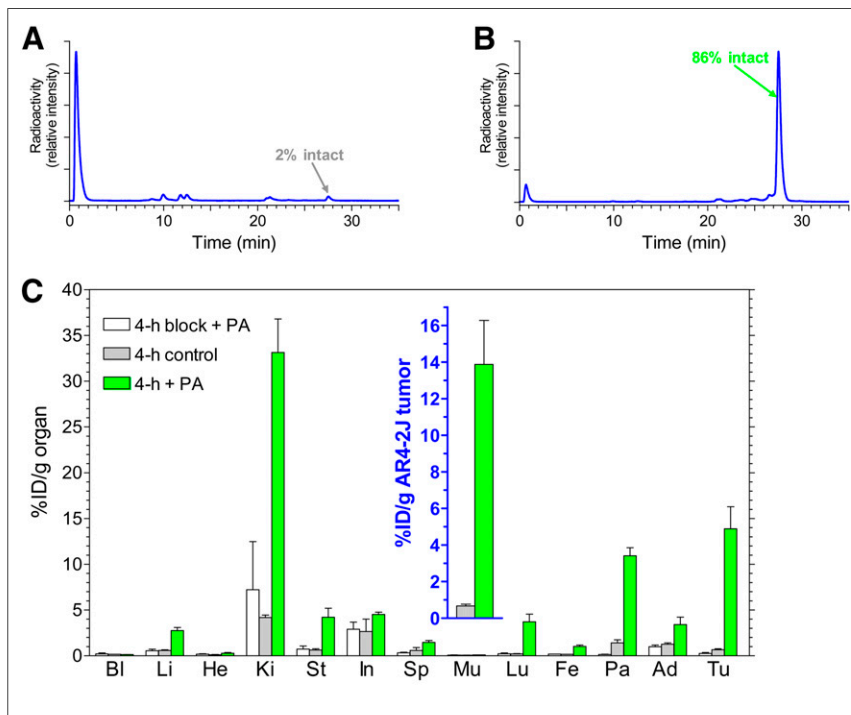 A
B
Radioactivity
(relative intensity)
2% intact
0
10
20
30
Time (min)
Radioactivity
(relative intensity)
86% intact
0
10
20
30
Time (min)
C
%ID/g organ
40
35
30
25
20
15
10
5
0
4-h block + PA
4-h control
4-h + PA
%ID/g AR4-2J tumor
16
14
12
10
8
6
4
2
0
Bl Li He Ki St In Sp Mu Lu Fe Pa Ad Tu